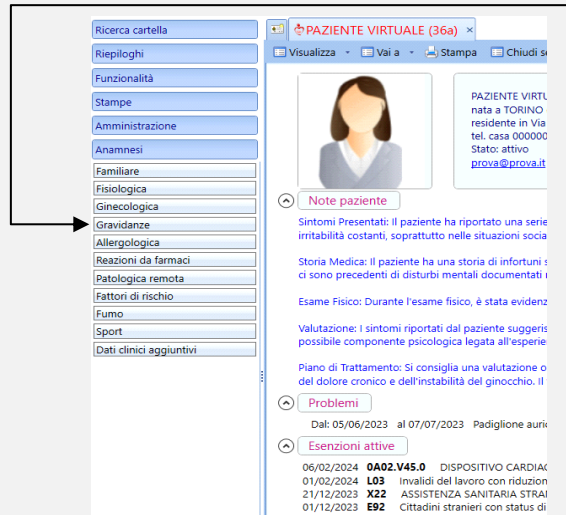 Ricerca cartella
Riepiloghi
Funzionalità
Stampe
Amministrazione
Anamnesi
Familiare
Fisiologica
Ginecologica
Gravidanze
Allergologica
Reazioni da farmaci
Patologica remota
Fattori di rischio
Fumo
Sport
Dati clinici aggiuntivi
PAZIENTE VIRTUALE (36a) ×
Visualizza Vai a Stampa Chiudi se
PAZIENTE VIRTU
nata a TORINO
residente in Via
tel. casa 000000
Stato: attivo
prova@prova.it
Note paziente
Sintomi Presentati: Il paziente ha riportato una serie
irritabilità costanti, soprattutto nelle situazioni socia
Storia Medica: Il paziente ha una storia di infortuni s
ci sono precedenti di disturbi mentali documentati
Esame Fisico: Durante l'esame fisico, è stata evidenz
Valutazione: I sintomi riportati dal paziente suggeris
possibile componente psicologica legata all'esperie
Piano di Trattamento: Si consiglia una valutazione o
del dolore cronico e dell'instabilità del ginocchio. Il
Problemi
Dal: 05/06/2023 al 07/07/2023 Padiglione auric
Esenzioni attive
06/02/2024 0A02.V45.0 DISPOSITIVO CARDIAC
01/02/2024 L03 Invalidi del lavoro con riduzion
21/12/2023 X22 ASSISTENZA SANITARIA STRAN
01/12/2023 E92 Cittadini stranieri con status di